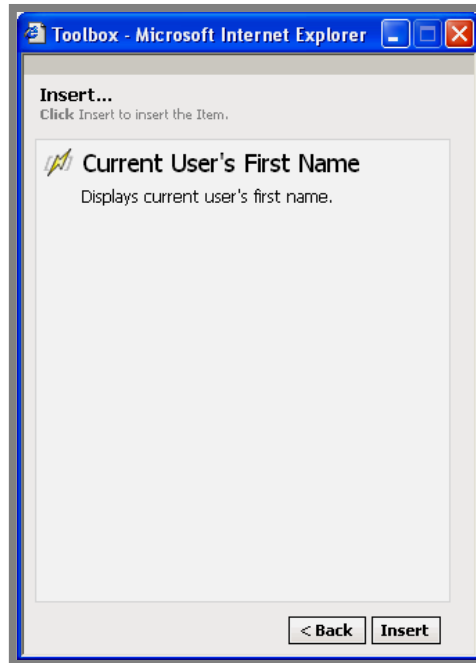 Toolbox - Microsoft Internet Explorer
Insert...
Click Insert to insert the Item.
Current User's First Name
Displays current user's first name.
< Back Insert